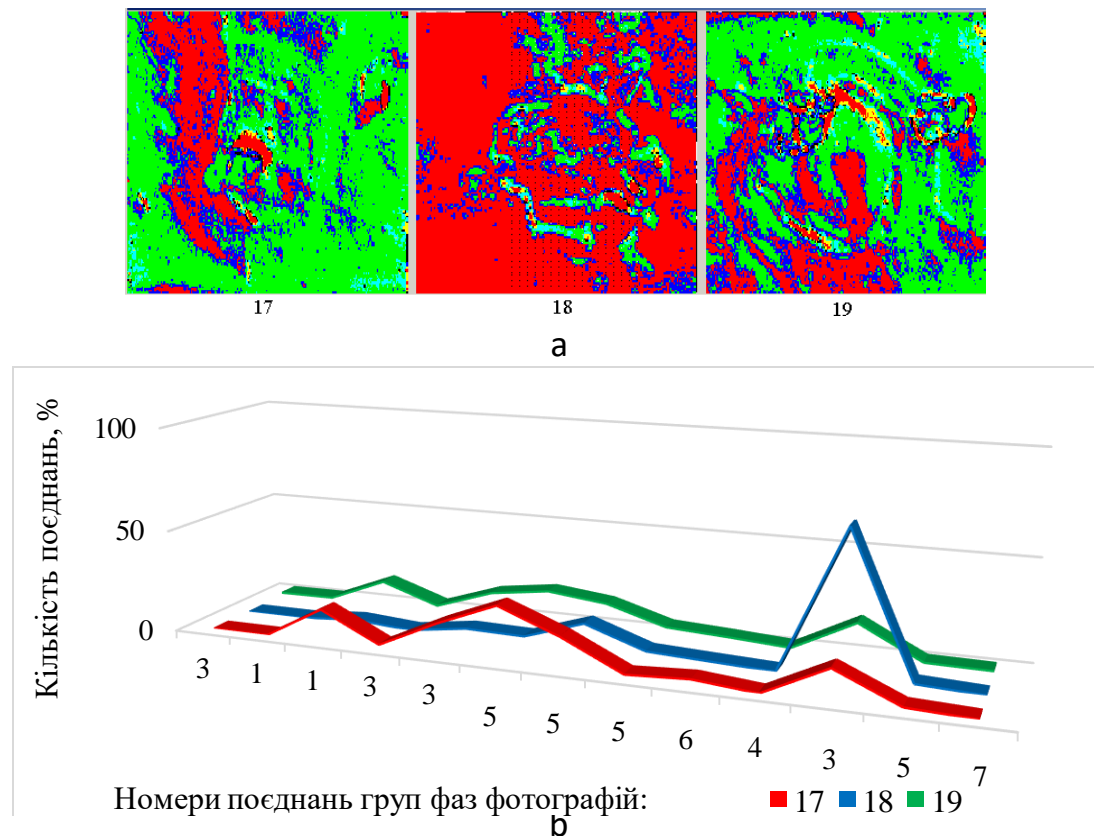 17 18 19
a
Кількість поєднань, %
100
50
0
3 1 1 3 3 5 5 5 6 4 3 5 7
Номери поєднань груп фаз фотографій: 17 18 19
b